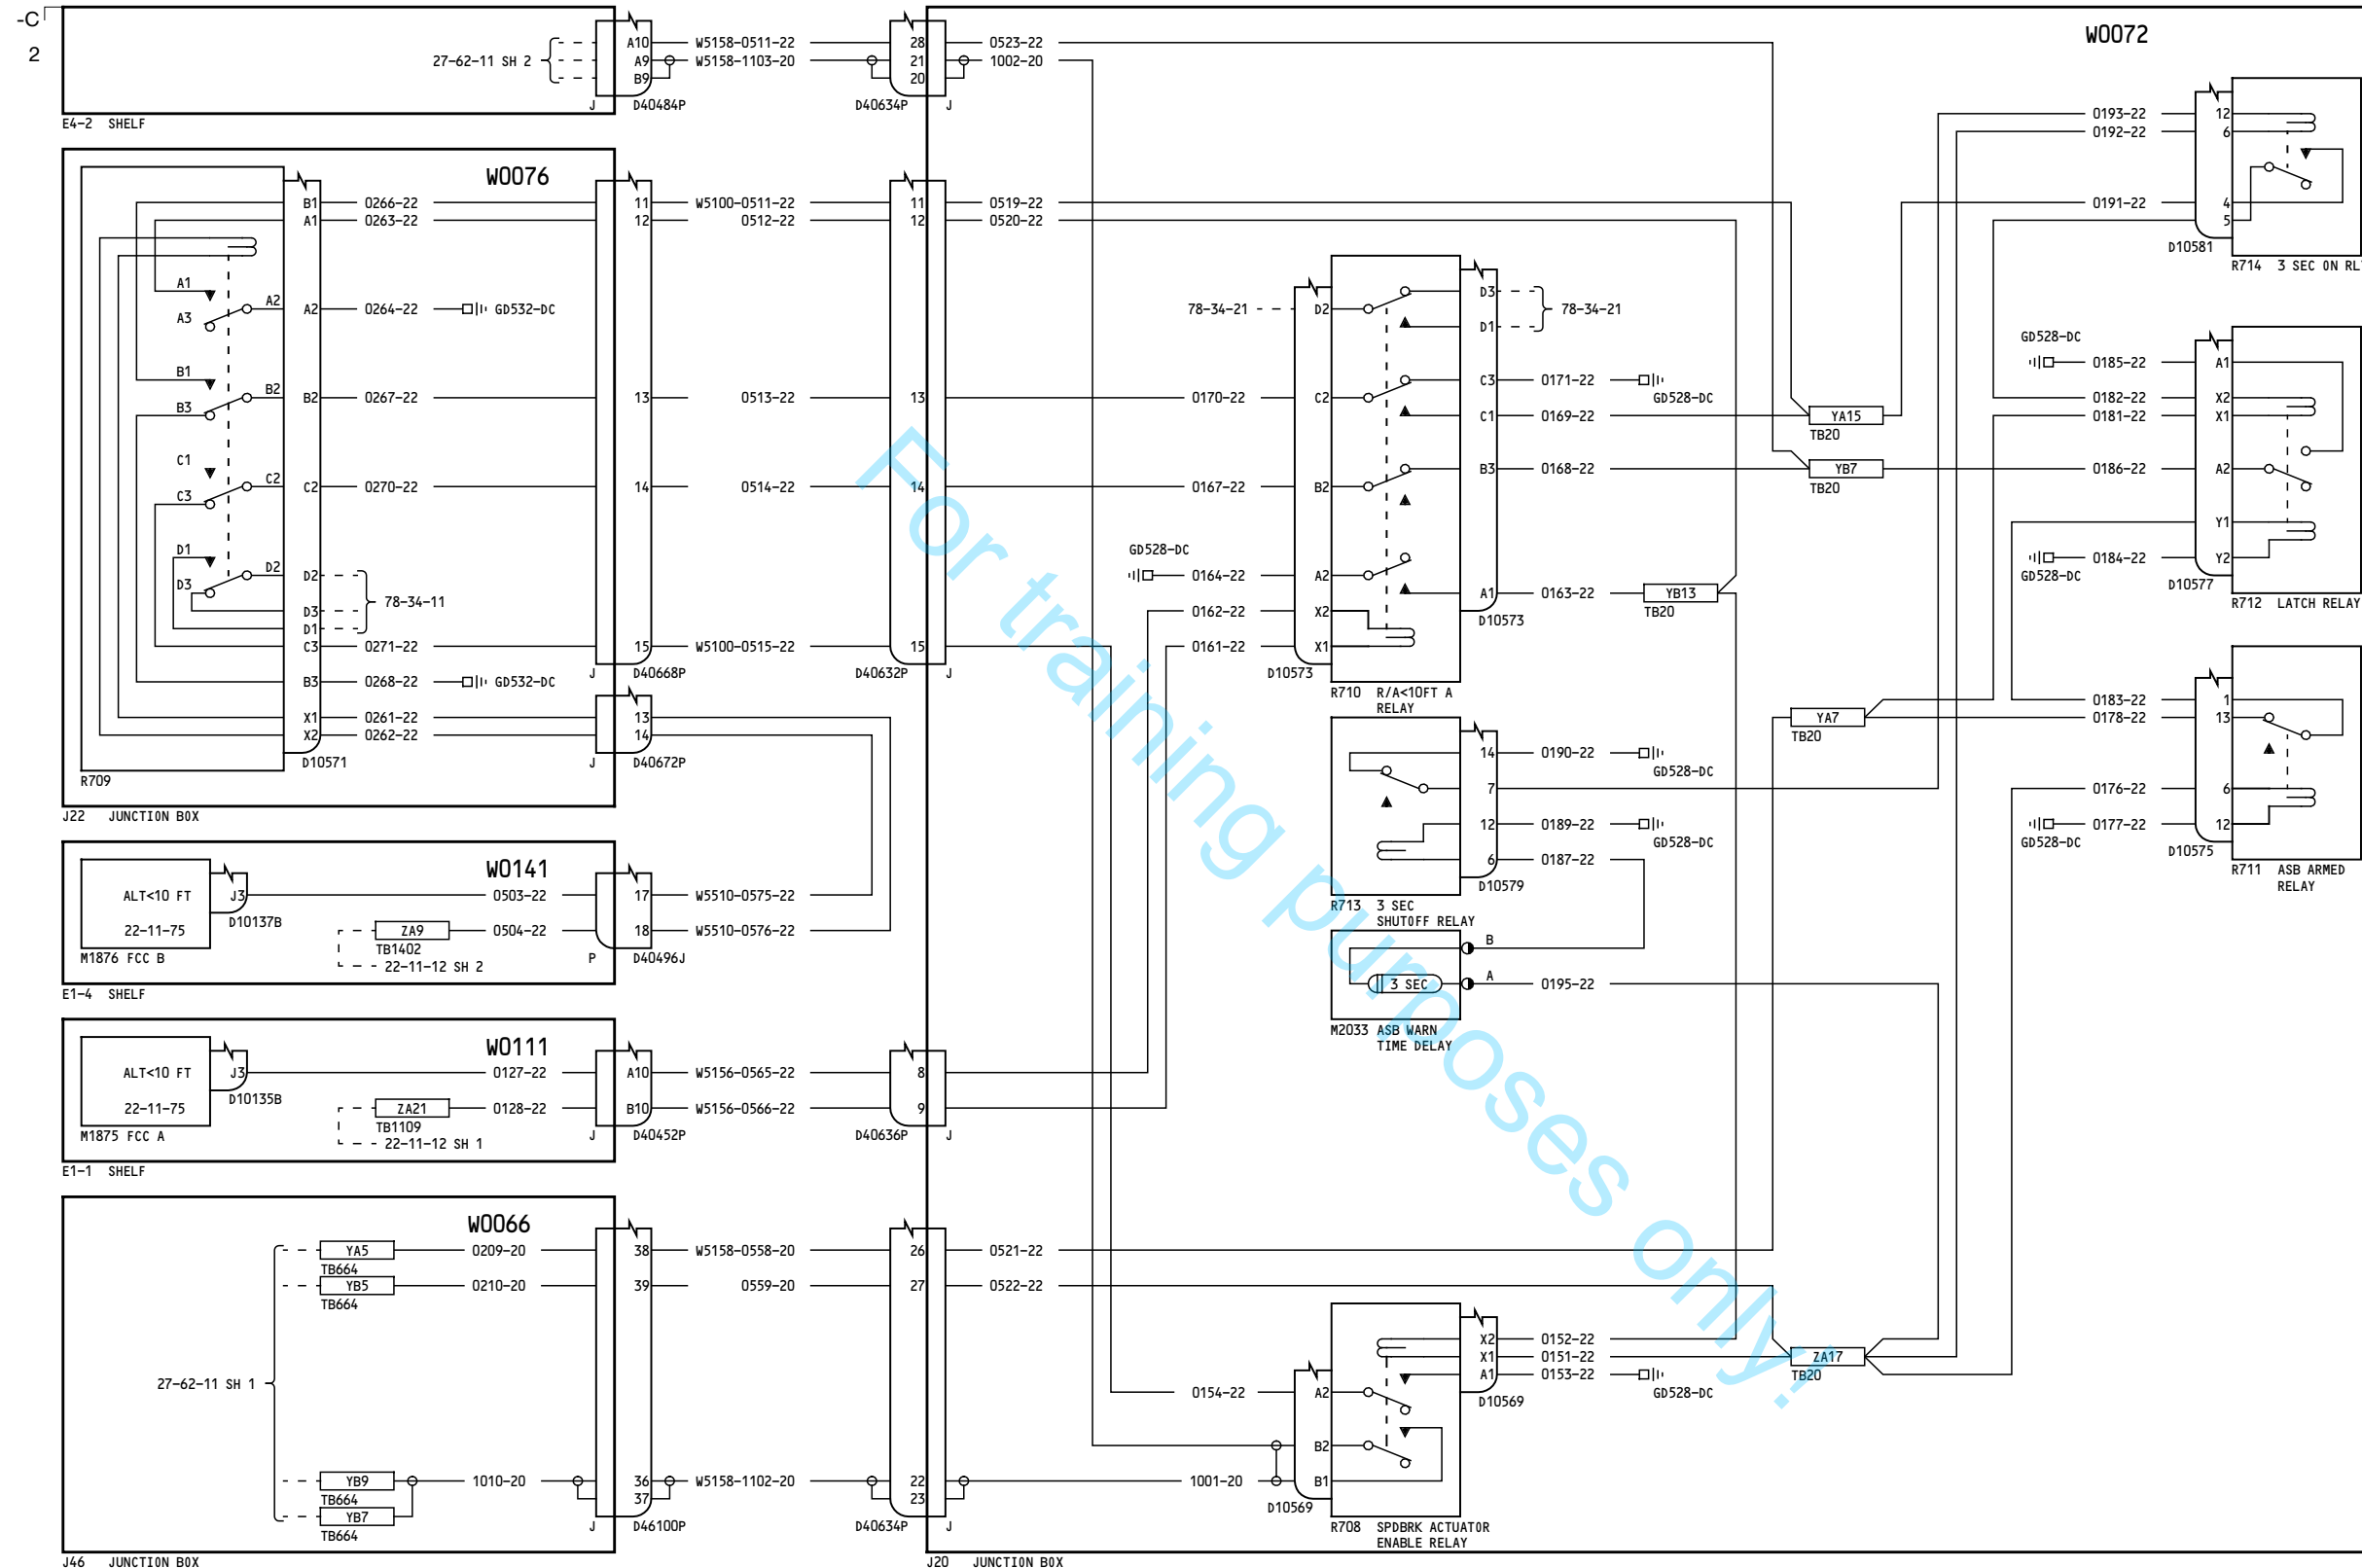 -C
2
27-62-11 SH 2
A10
A9
B9
W5158-0511-22
W5158-1103-20
28
21
20
0523-22
1002-20
W0072
J
D40484P
D40634P
J
E4-2 SHELF
W0076
B1
A1
0266-22
0263-22
11
12
W5100-0511-22
0512-22
11
12
0519-22
0520-22
A1
A3
A2
A2
0264-22
GD532-DC
B1
B3
B2
B2
0267-22
13
0513-22
13
0170-22
C1
C3
C2
C2
0270-22
14
0514-22
14
0167-22
D1
D3
D2
D2
D3
D1
78-34-11
C3
0271-22
15
W5100-0515-22
15
J
D40668P
D40632P
J
B3
0268-22
GD532-DC
X1
0261-22
13
X2
0262-22
14
D10571
J
D40672P
R709
J22 JUNCTION BOX
78-34-21
D2
D3
D1
78-34-21
C2
C3
0171-22
GD528-DC
C1
0169-22
B2
B3
0168-22
GD528-DC
0164-22
A2
A1
0163-22
YB13
TB20
0162-22
X2
0161-22
X1
D10573
D10573
R710 R/A<10FT A
RELAY
YA15
TB20
YB7
TB20
0193-22
0192-22
12
6
0191-22
4
5
D10581
R714 3 SEC ON RL
GD528-DC
0185-22
A1
0182-22
X2
0181-22
X1
0186-22
A2
Y1
0184-22
Y2
GD528-DC
D10577
R712 LATCH RELAY
YA7
TB20
0183-22
1
0178-22
13
0176-22
6
0177-22
12
GD528-DC
D10575
R711 ASB ARMED
RELAY
14
0190-22
GD528-DC
7
12
0189-22
GD528-DC
6
0187-22
D10579
R713 3 SEC
SHUTOFF RELAY
B
3 SEC
A
0195-22
M2033 ASB WARN
TIME DELAY
W0141
ALT<10 FT
J3
0503-22
17
W5510-0575-22
22-11-75
D10137B
ZA9
0504-22
18
W5510-0576-22
TB1402
M1876 FCC B
22-11-12 SH 2
P
D40496J
E1-4 SHELF
W0111
ALT<10 FT
J3
0127-22
A10
W5156-0565-22
8
22-11-75
D10135B
ZA21
0128-22
B10
W5156-0566-22
9
TB1109
M1875 FCC A
22-11-12 SH 1
J
D40452P
D40636P
J
E1-1 SHELF
W0066
YA5
0209-20
38
W5158-0558-20
26
0521-22
TB664
YB5
0210-20
39
0559-20
27
0522-22
TB664
27-62-11 SH 1
YB9
1010-20
36
W5158-1102-20
22
1001-20
TB664
37
23
YB7
TB664
J
D46100P
D40634P
J
J46 JUNCTION BOX
X2
0152-22
X1
0151-22
ZA17
TB20
A1
0153-22
GD528-DC
0154-22
A2
D10569
B2
B1
D10569
R708 SPDBRK ACTUATOR
ENABLE RELAY
J20 JUNCTION BOX
For training purposes only!